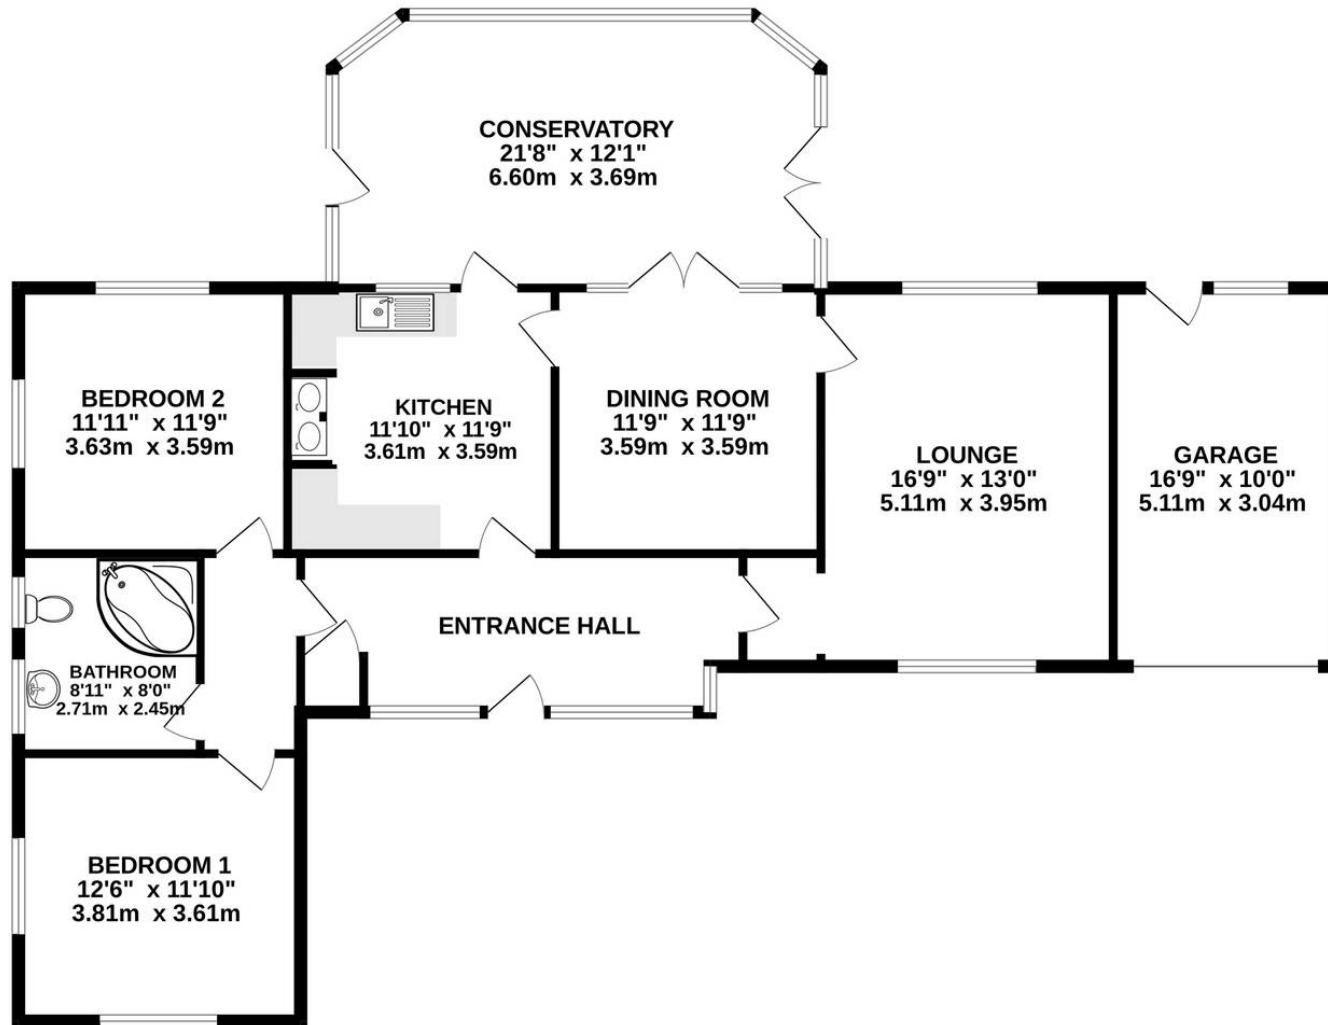 CONSERVATORY
21'8" x 12'1"
6.60m x 3.69m
BEDROOM 2
11'11" x 11'9"
3.63m x 3.59m
KITCHEN
11'10" x 11'9"
3.61m x 3.59m
DINING ROOM
11'9" x 11'9"
3.59m x 3.59m
LOUNGE
16'9" x 13'0"
5.11m x 3.95m
GARAGE
16'9" x 10'0"
5.11m x 3.04m
ENTRANCE HALL
BATHROOM
8'11" x 8'0"
2.71m x 2.45m
BEDROOM 1
12'6" x 11'10"
3.81m x 3.61m